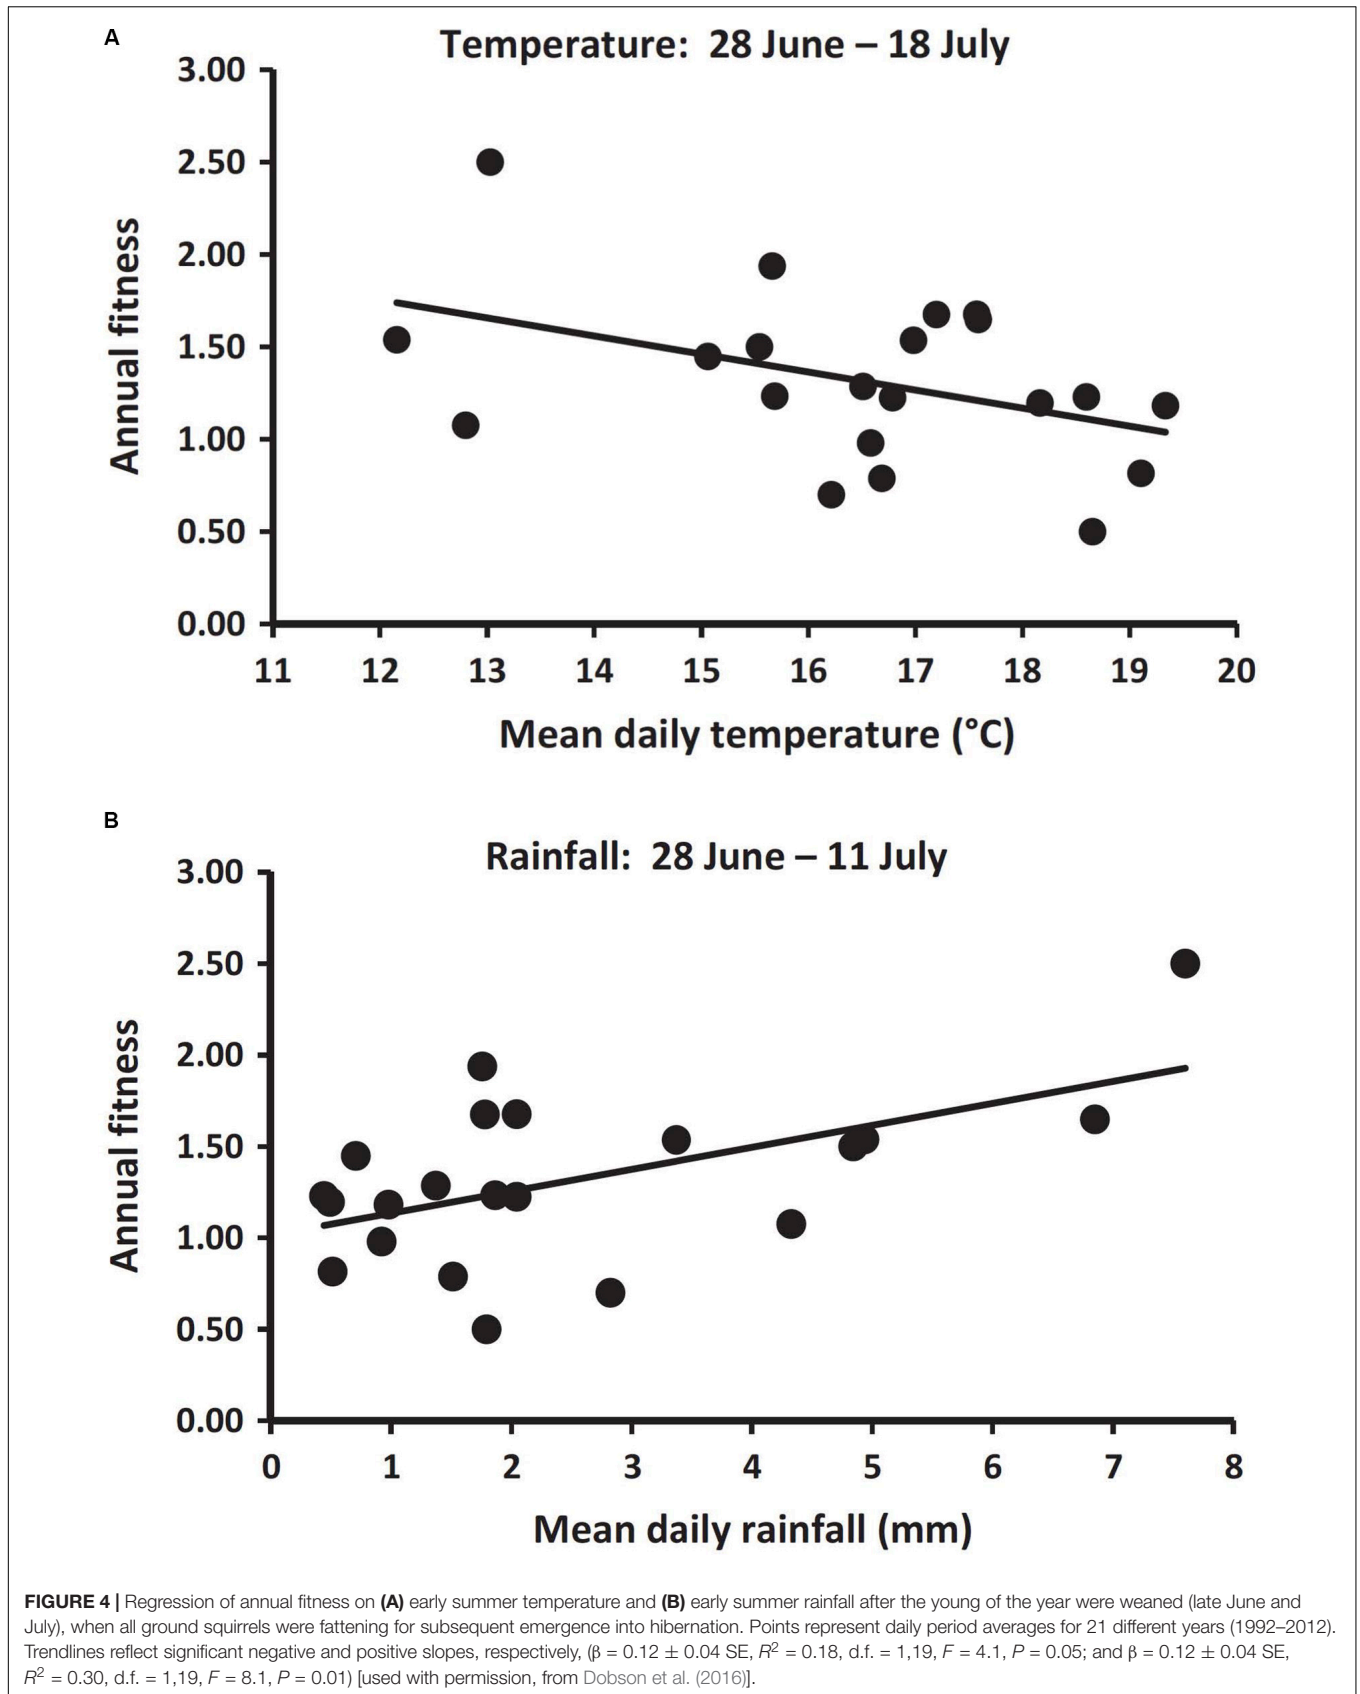 A
Temperature: 28 June – 18 July
3.00
2.50
2.00
1.50
1.00
0.50
0.00
Annual fitness
11 12 13 14 15 16 17 18 19 20
Mean daily temperature (°C)
B
Rainfall: 28 June – 11 July
3.00
2.50
2.00
1.50
1.00
0.50
0.00
Annual fitness
0 1 2 3 4 5 6 7 8
Mean daily rainfall (mm)
FIGURE 4 | Regression of annual fitness on (A) early summer temperature and (B) early summer rainfall after the young of the year were weaned (late June and
July), when all ground squirrels were fattening for subsequent emergence into hibernation. Points represent daily period averages for 21 different years (1992–2012).
Trendlines reflect significant negative and positive slopes, respectively, (β = 0.12 ± 0.04 SE, R² = 0.18, d.f. = 1,19, F = 4.1, P = 0.05; and β = 0.12 ± 0.04 SE,
R² = 0.30, d.f. = 1,19, F = 8.1, P = 0.01) [used with permission, from Dobson et al. (2016)].